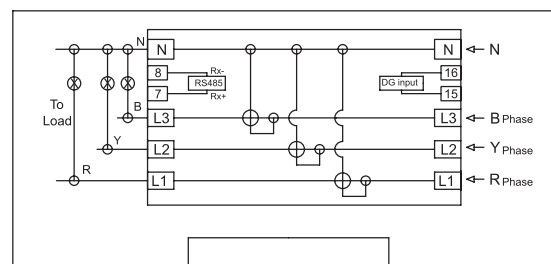 N N N N
8 Rx- RS485 DG input 16
7 Rx+ 15
To
Load
B L3 L3 B Phase
Y L2 L2 Y Phase
R L1 L1 R Phase